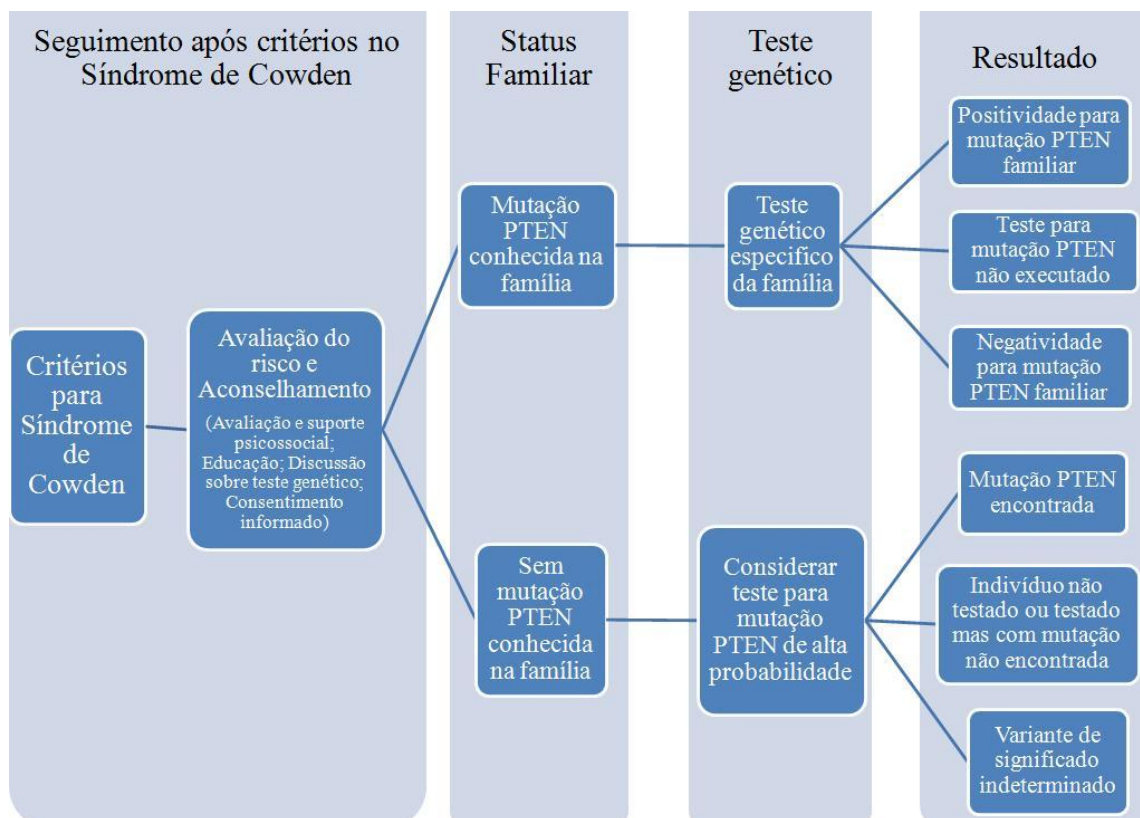 Seguimento após critérios no
Síndrome de Cowden
Status
Familiar
Teste
genético
Resultado
Critérios
para
Síndrome
de
Cowden
Avaliação do
risco e
Aconselhamento
(Avaliação e suporte
psicossocial;
Educação; Discussão
sobre teste genético;
Consentimento
informado)
Mutação
PTEN
conhecida na
família
Sem
mutação
PTEN
conhecida
na família
Teste
genético
especifico
da família
Considerar
teste para
mutação
PTEN de alta
probabilidade
Positividade para
mutação PTEN
familiar
Teste para
mutação PTEN
não executado
Negatividade
para mutação
PTEN familiar
Mutação PTEN
encontrada
Indivíduo não
testado ou testado
mas com mutação
não encontrada
Variante de
significado
indeterminado